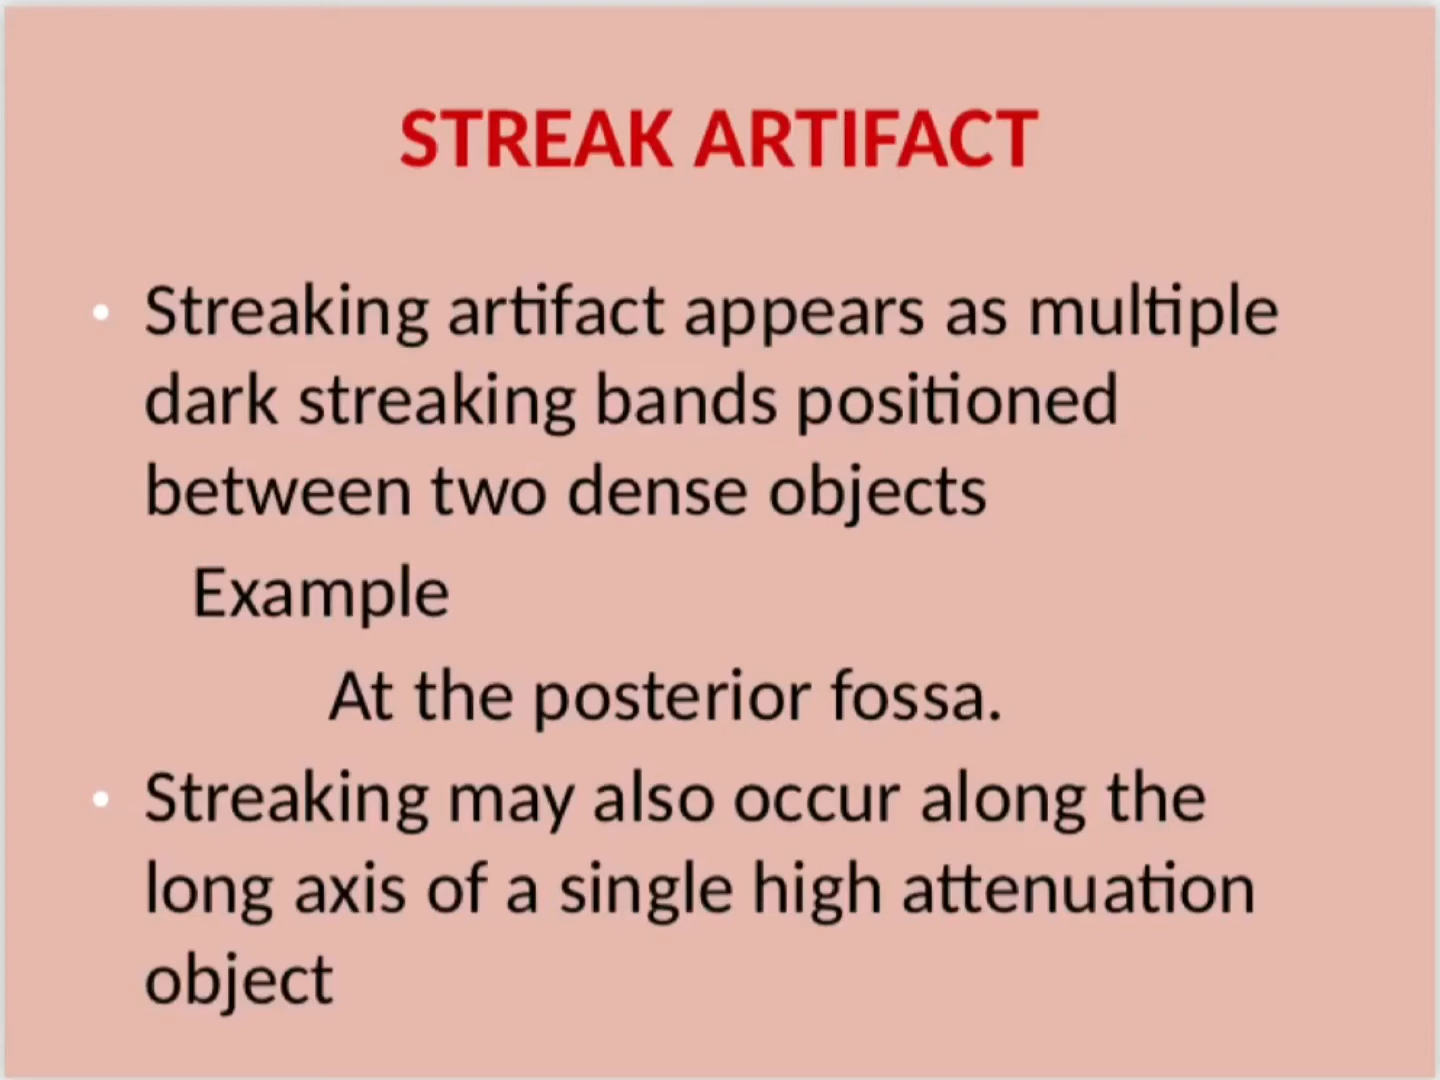 STREAK ARTIFACT
• Streaking artifact appears as multiple
dark streaking bands positioned
between two dense objects
Example
At the posterior fossa.
• Streaking may also occur along the
long axis of a single high attenuation
object